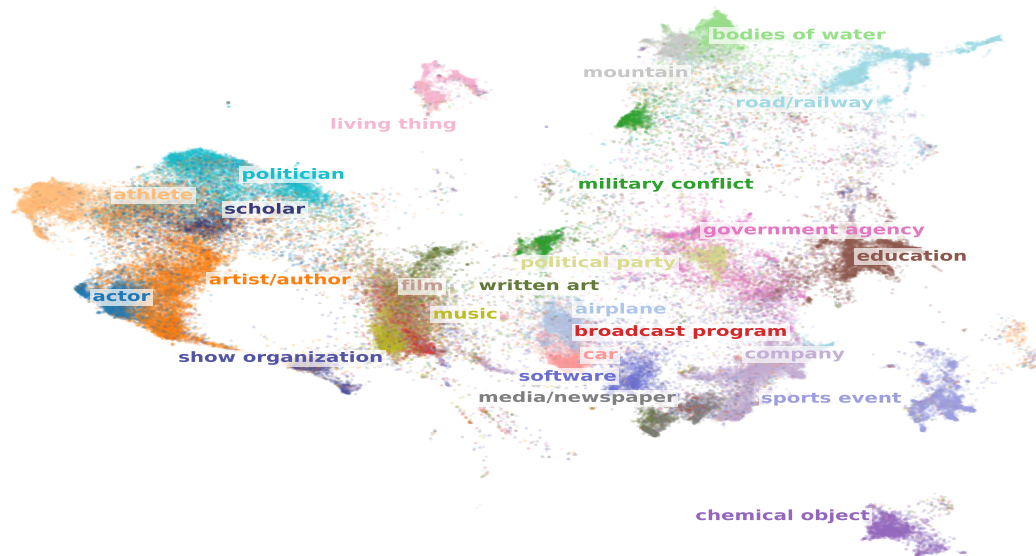 bodies of water
mountain
road/railway
living thing
politician
military conflict
athlete
scholar
government agency
education
political party
artist/author
film
written art
actor
airplane
music
broadcast program
show organization
car
company
software
media/newspaper
sports event
chemical object